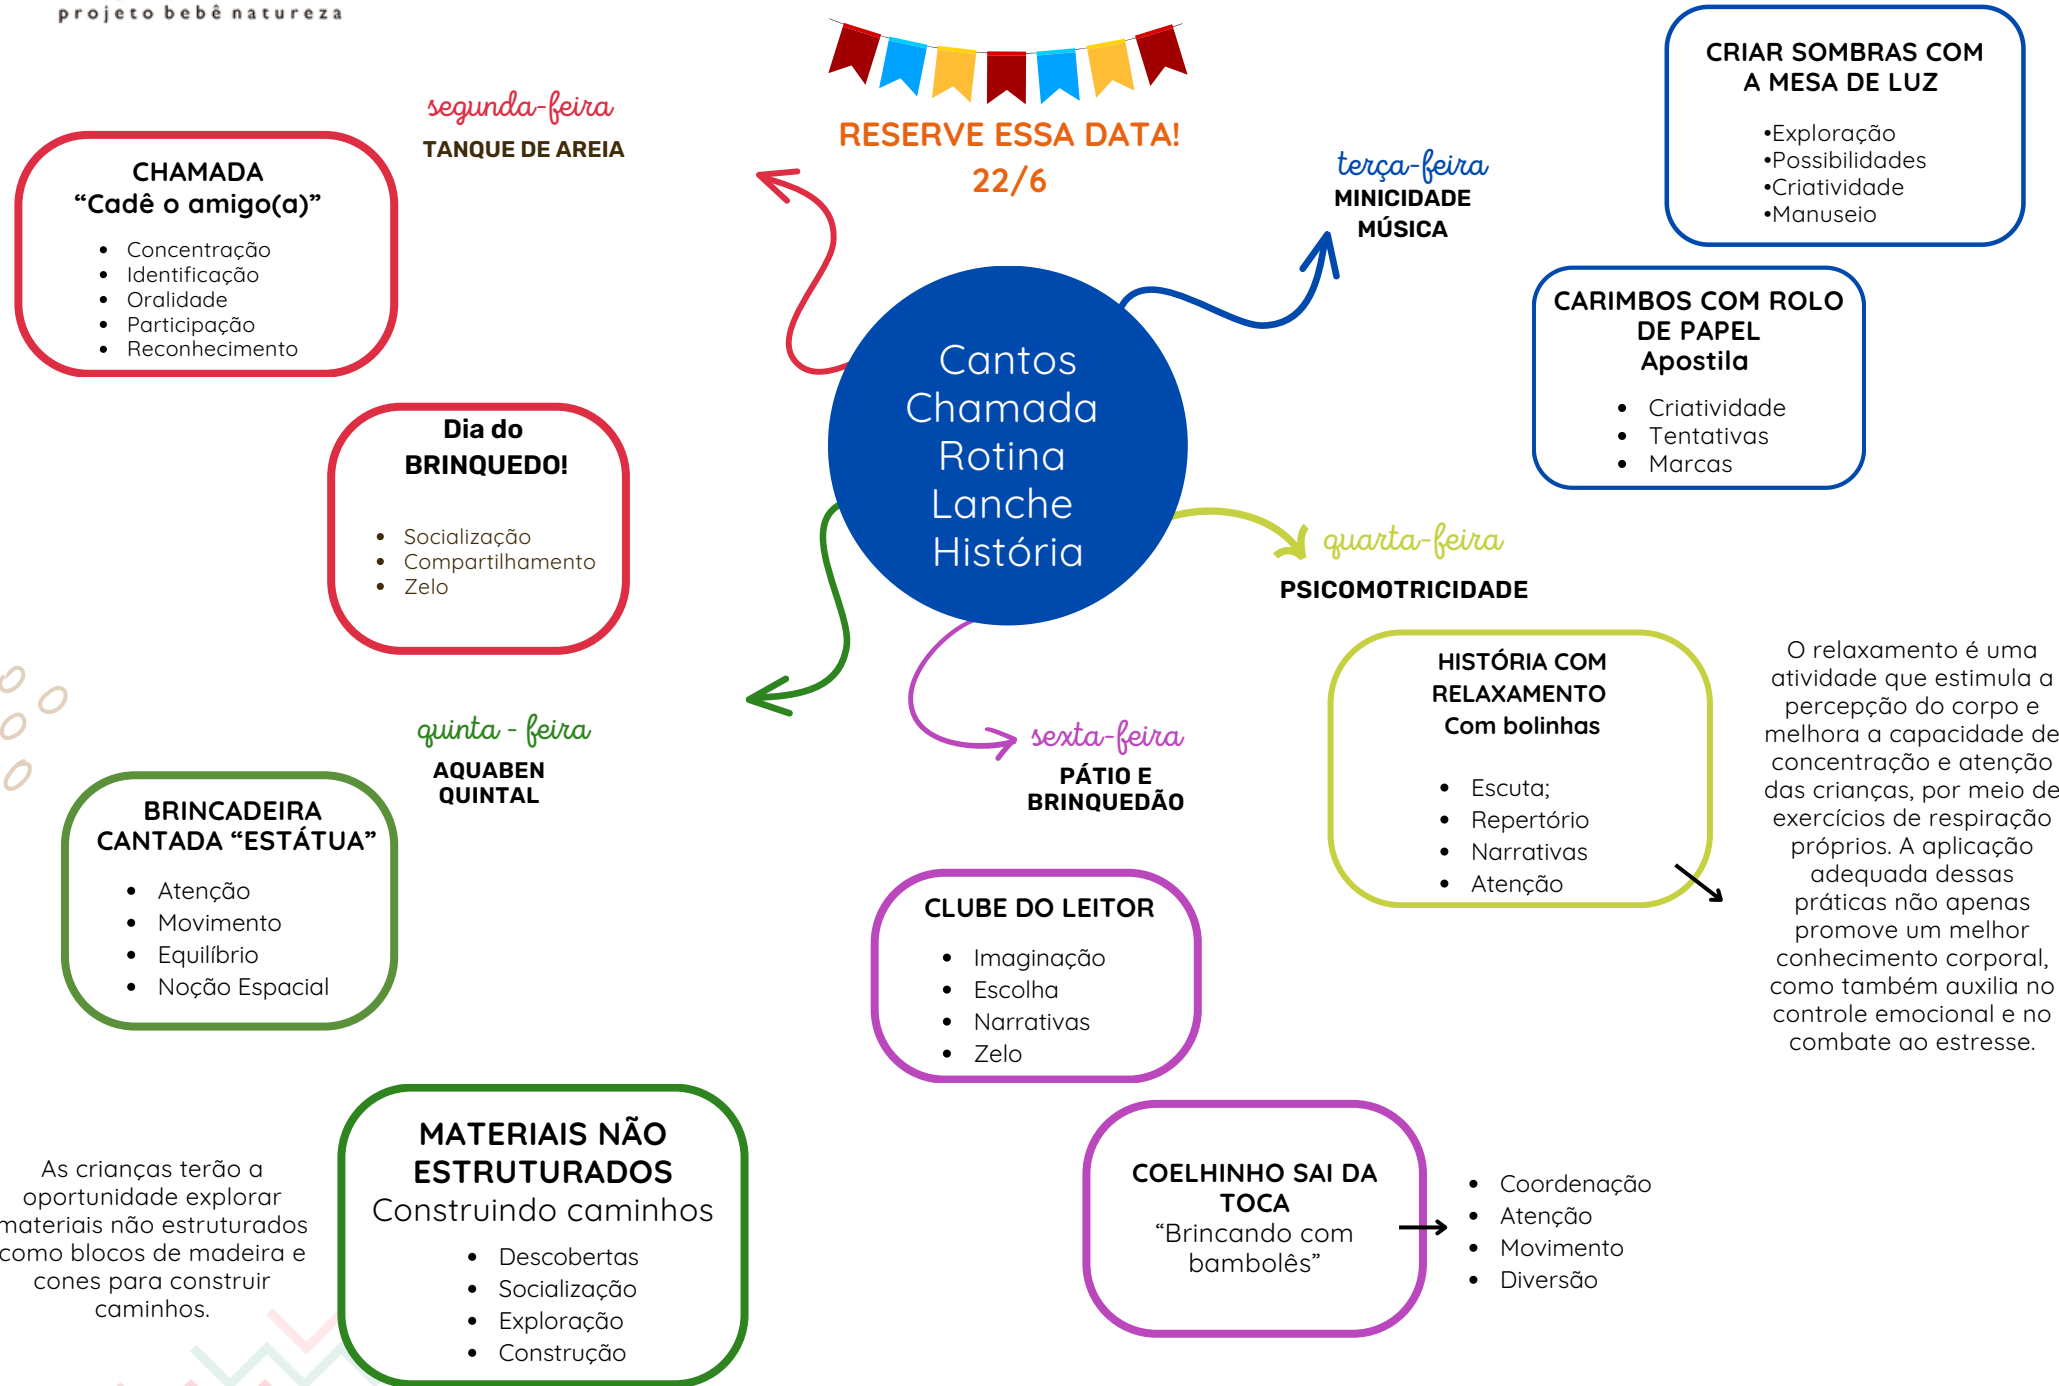 projeto bebê natureza
RESERVE ESSA DATA!
22/6
Cantos
Chamada
Rotina
Lanche
História
segunda-feira
TANQUE DE AREIA
CHAMADA
“Cadê o amigo(a)”
• Concentração
• Identificação
• Oralidade
• Participação
• Reconhecimento
Dia do
BRINQUEDO!
• Socialização
• Compartilhamento
• Zelo
terça-feira
MINICIDADE
MÚSICA
CRIAR SOMBRAS COM
A MESA DE LUZ
•Exploração
•Possibilidades
•Criatividade
•Manuseio
CARIMBOS COM ROLO
DE PAPEL
Apostila
• Criatividade
• Tentativas
• Marcas
quarta-feira
PSICOMOTRICIDADE
HISTÓRIA COM
RELAXAMENTO
Com bolinhas
• Escuta;
• Repertório
• Narrativas
• Atenção
O relaxamento é uma
atividade que estimula a
percepção do corpo e
melhora a capacidade de
concentração e atenção
das crianças, por meio de
exercícios de respiração
próprios. A aplicação
adequada dessas
práticas não apenas
promove um melhor
conhecimento corporal,
como também auxilia no
controle emocional e no
combate ao estresse.
quinta - feira
AQUABEN
QUINTAL
BRINCADEIRA
CANTADA “ESTÁTUA”
• Atenção
• Movimento
• Equilíbrio
• Noção Espacial
MATERIAIS NÃO
ESTRUTURADOS
Construindo caminhos
• Descobertas
• Socialização
• Exploração
• Construção
As crianças terão a
oportunidade explorar
materiais não estruturados
como blocos de madeira e
cones para construir
caminhos.
sexta-feira
PÁTIO E
BRINQUEDÃO
CLUBE DO LEITOR
• Imaginação
• Escolha
• Narrativas
• Zelo
COELHINHO SAI DA
TOCA
“Brincando com
bambolês”
• Coordenação
• Atenção
• Movimento
• Diversão